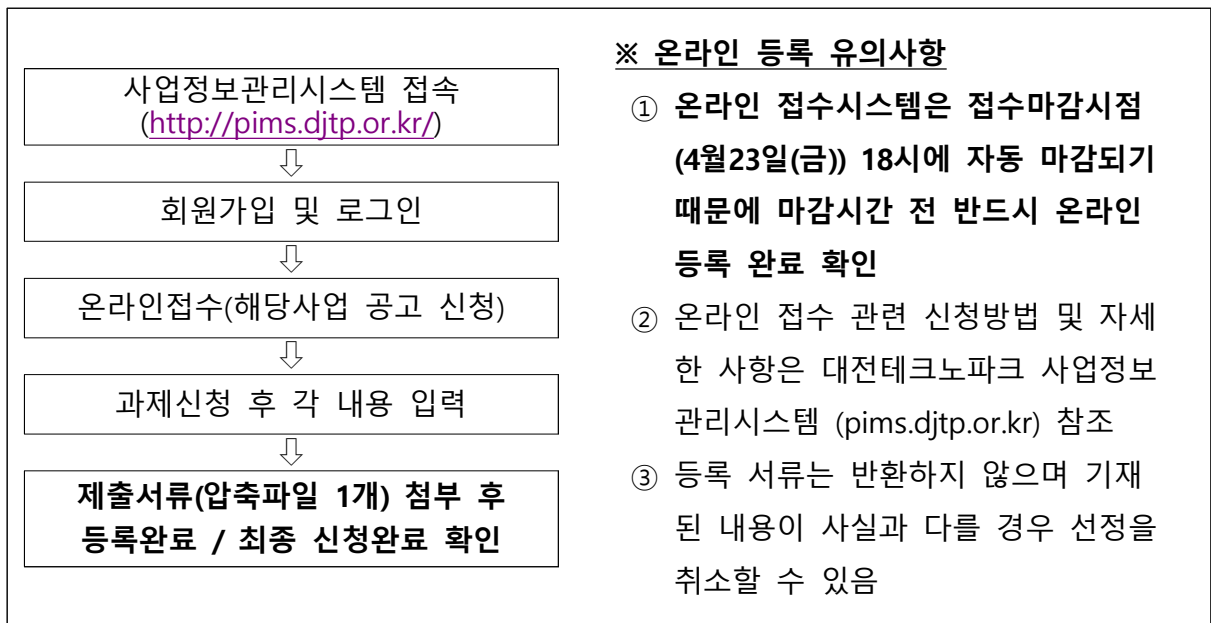 사업정보관리시스템 접속
(http://pims.djtp.or.kr/)
⇩
회원가입 및 로그인
⇩
온라인접수(해당사업 공고 신청)
⇩
과제신청 후 각 내용 입력
⇩
제출서류(압축파일 1개) 첨부 후
등록완료 / 최종 신청완료 확인
※ 온라인 등록 유의사항
① 온라인 접수시스템은 접수마감시점
(4월23일(금)) 18시에 자동 마감되기
때문에 마감시간 전 반드시 온라인
등록 완료 확인
② 온라인 접수 관련 신청방법 및 자세
한 사항은 대전테크노파크 사업정보
관리시스템 (pims.djtp.or.kr) 참조
③ 등록 서류는 반환하지 않으며 기재
된 내용이 사실과 다를 경우 선정을
취소할 수 있음